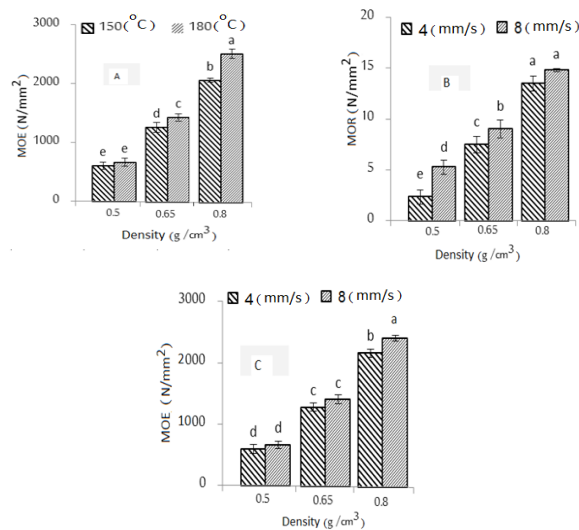 150(°C) 180(°C)
3000
2000
1000
0
MOE (N/mm²)
A
e e d c b a
0.5 0.65 0.8
Density (g/cm³)
4(mm/s) 8(mm/s)
20
15
10
5
0
MOR (N/mm²)
B
e d c b a a
0.5 0.65 0.8
Density (g/cm³)
4(mm/s) 8(mm/s)
3000
2000
1000
0
MOE (N/mm²)
C
d d c c b a
0.5 0.65 0.8
Density (g/cm³)